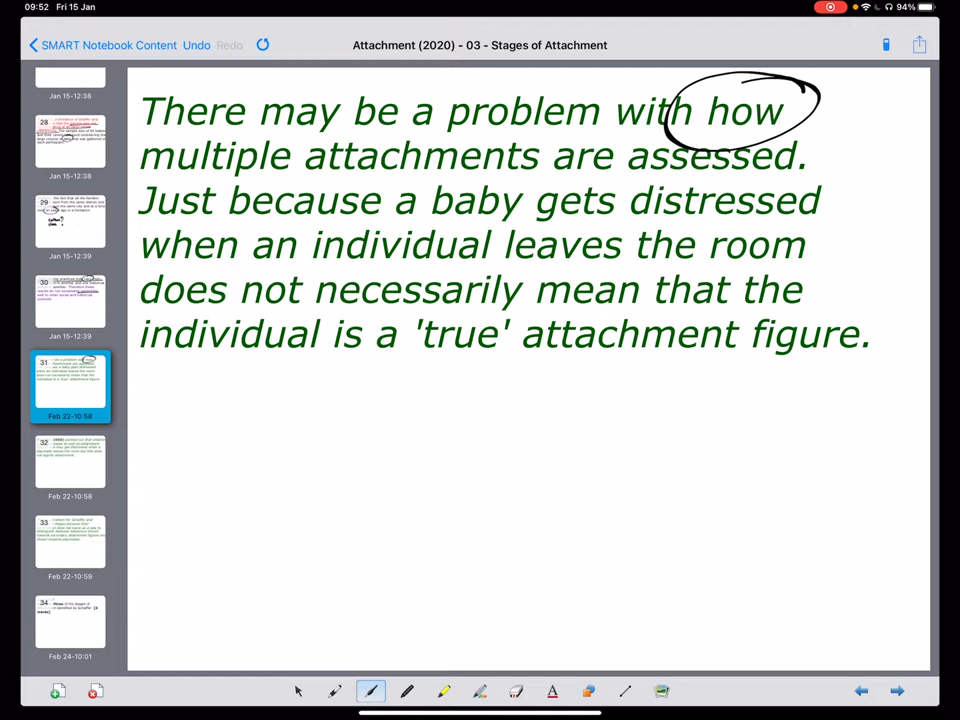 09:52 Fri 15 Jan
94%
SMART Notebook Content Undo Redo
Attachment (2020) - 03 - Stages of Attachment
There may be a problem with how
multiple attachments are assessed.
Just because a baby gets distressed
when an individual leaves the room
does not necessarily mean that the
individual is a 'true' attachment figure.
Jan 15-12:38
28
Jan 15-12:38
29
Jan 15-12:39
30
Jan 15-12:39
31
Feb 22-10:58
32
Feb 22-10:58
33
Feb 22-10:59
34
Feb 24-10:01